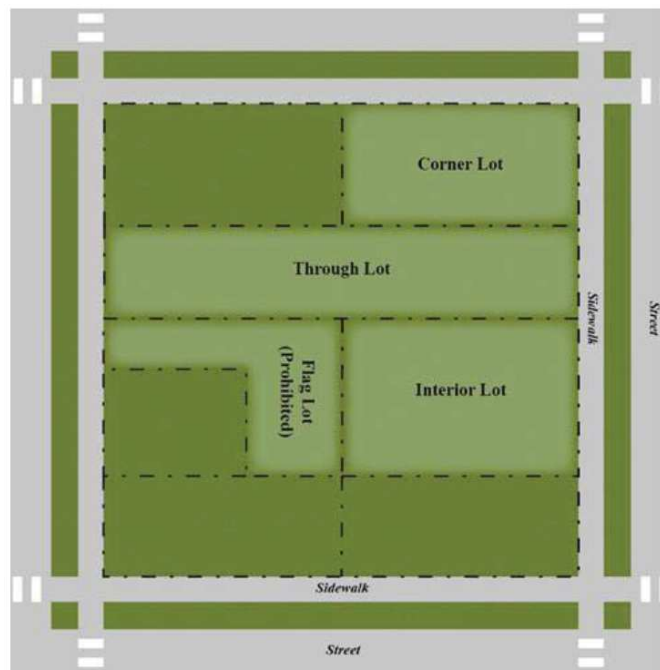 Corner Lot
Through Lot
Sidewalk
Street
Flag Lot
(Prohibited)
Interior Lot
Sidewalk
Street